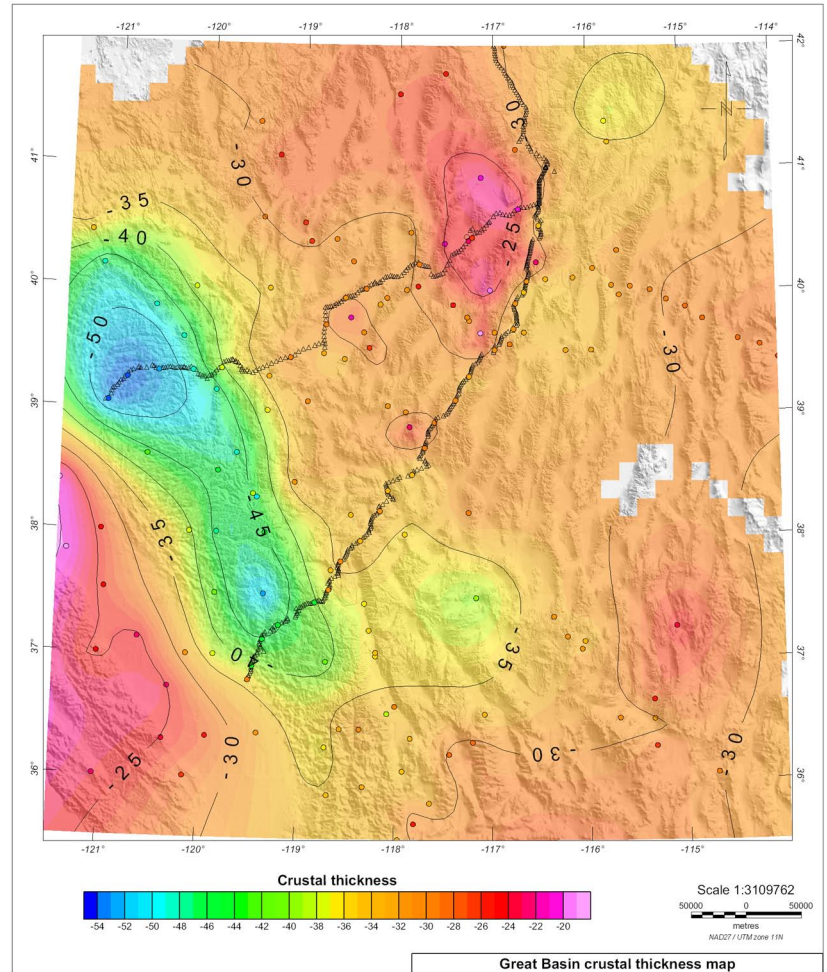 -121° -120° -119° -118° -117° -116° -115° -114°
42°
41° 41°
40° 40°
39° 39°
38° 38°
37° 37°
36° 36°
-30
-30
-35
-40
-25
-50
-30
-45
-35
-35
-40
-30
-30
-30
-25
N
-121° -120° -119° -118° -117° -116° -115°
Crustal thickness
-54 -52 -50 -48 -46 -44 -42 -40 -38 -36 -34 -32 -30 -28 -26 -24 -22 -20
Scale 1:3109762
50000 0 50000
metres
NAD27 / UTM zone 11N
Great Basin crustal thickness map